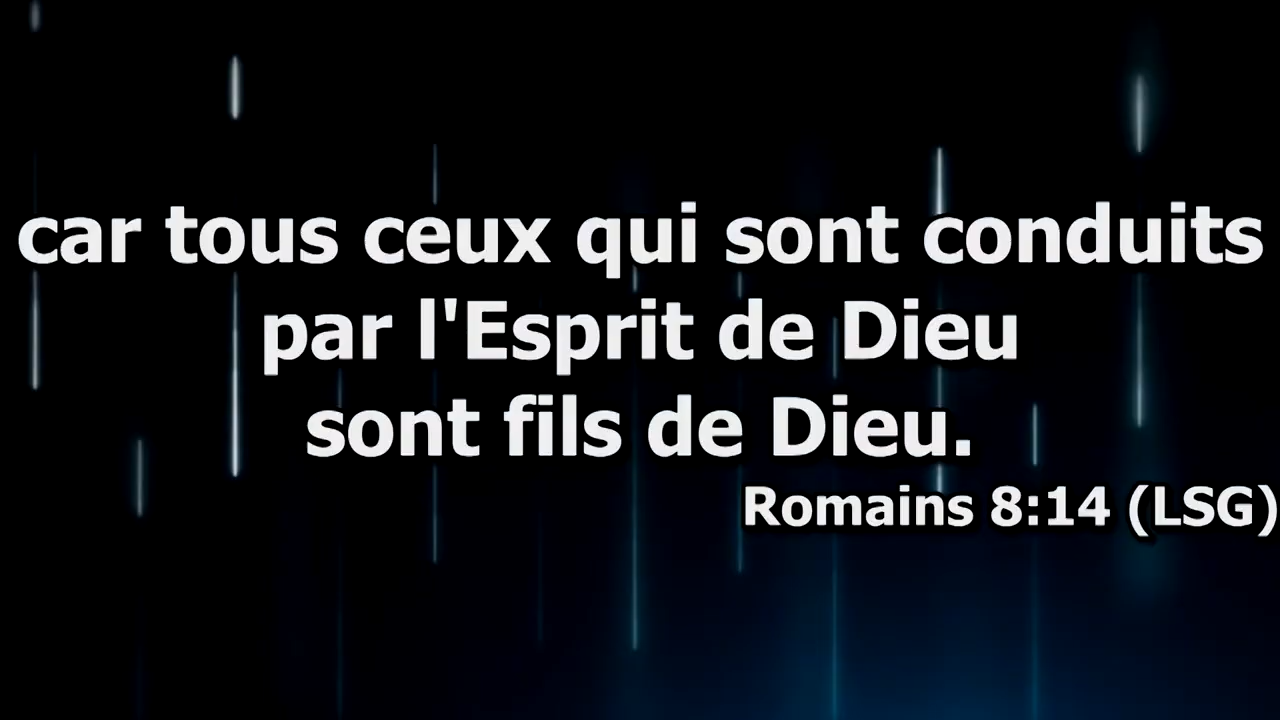 car tous ceux qui sont conduits
par l'Esprit de Dieu
sont fils de Dieu.
Romains 8:14 (LSG)